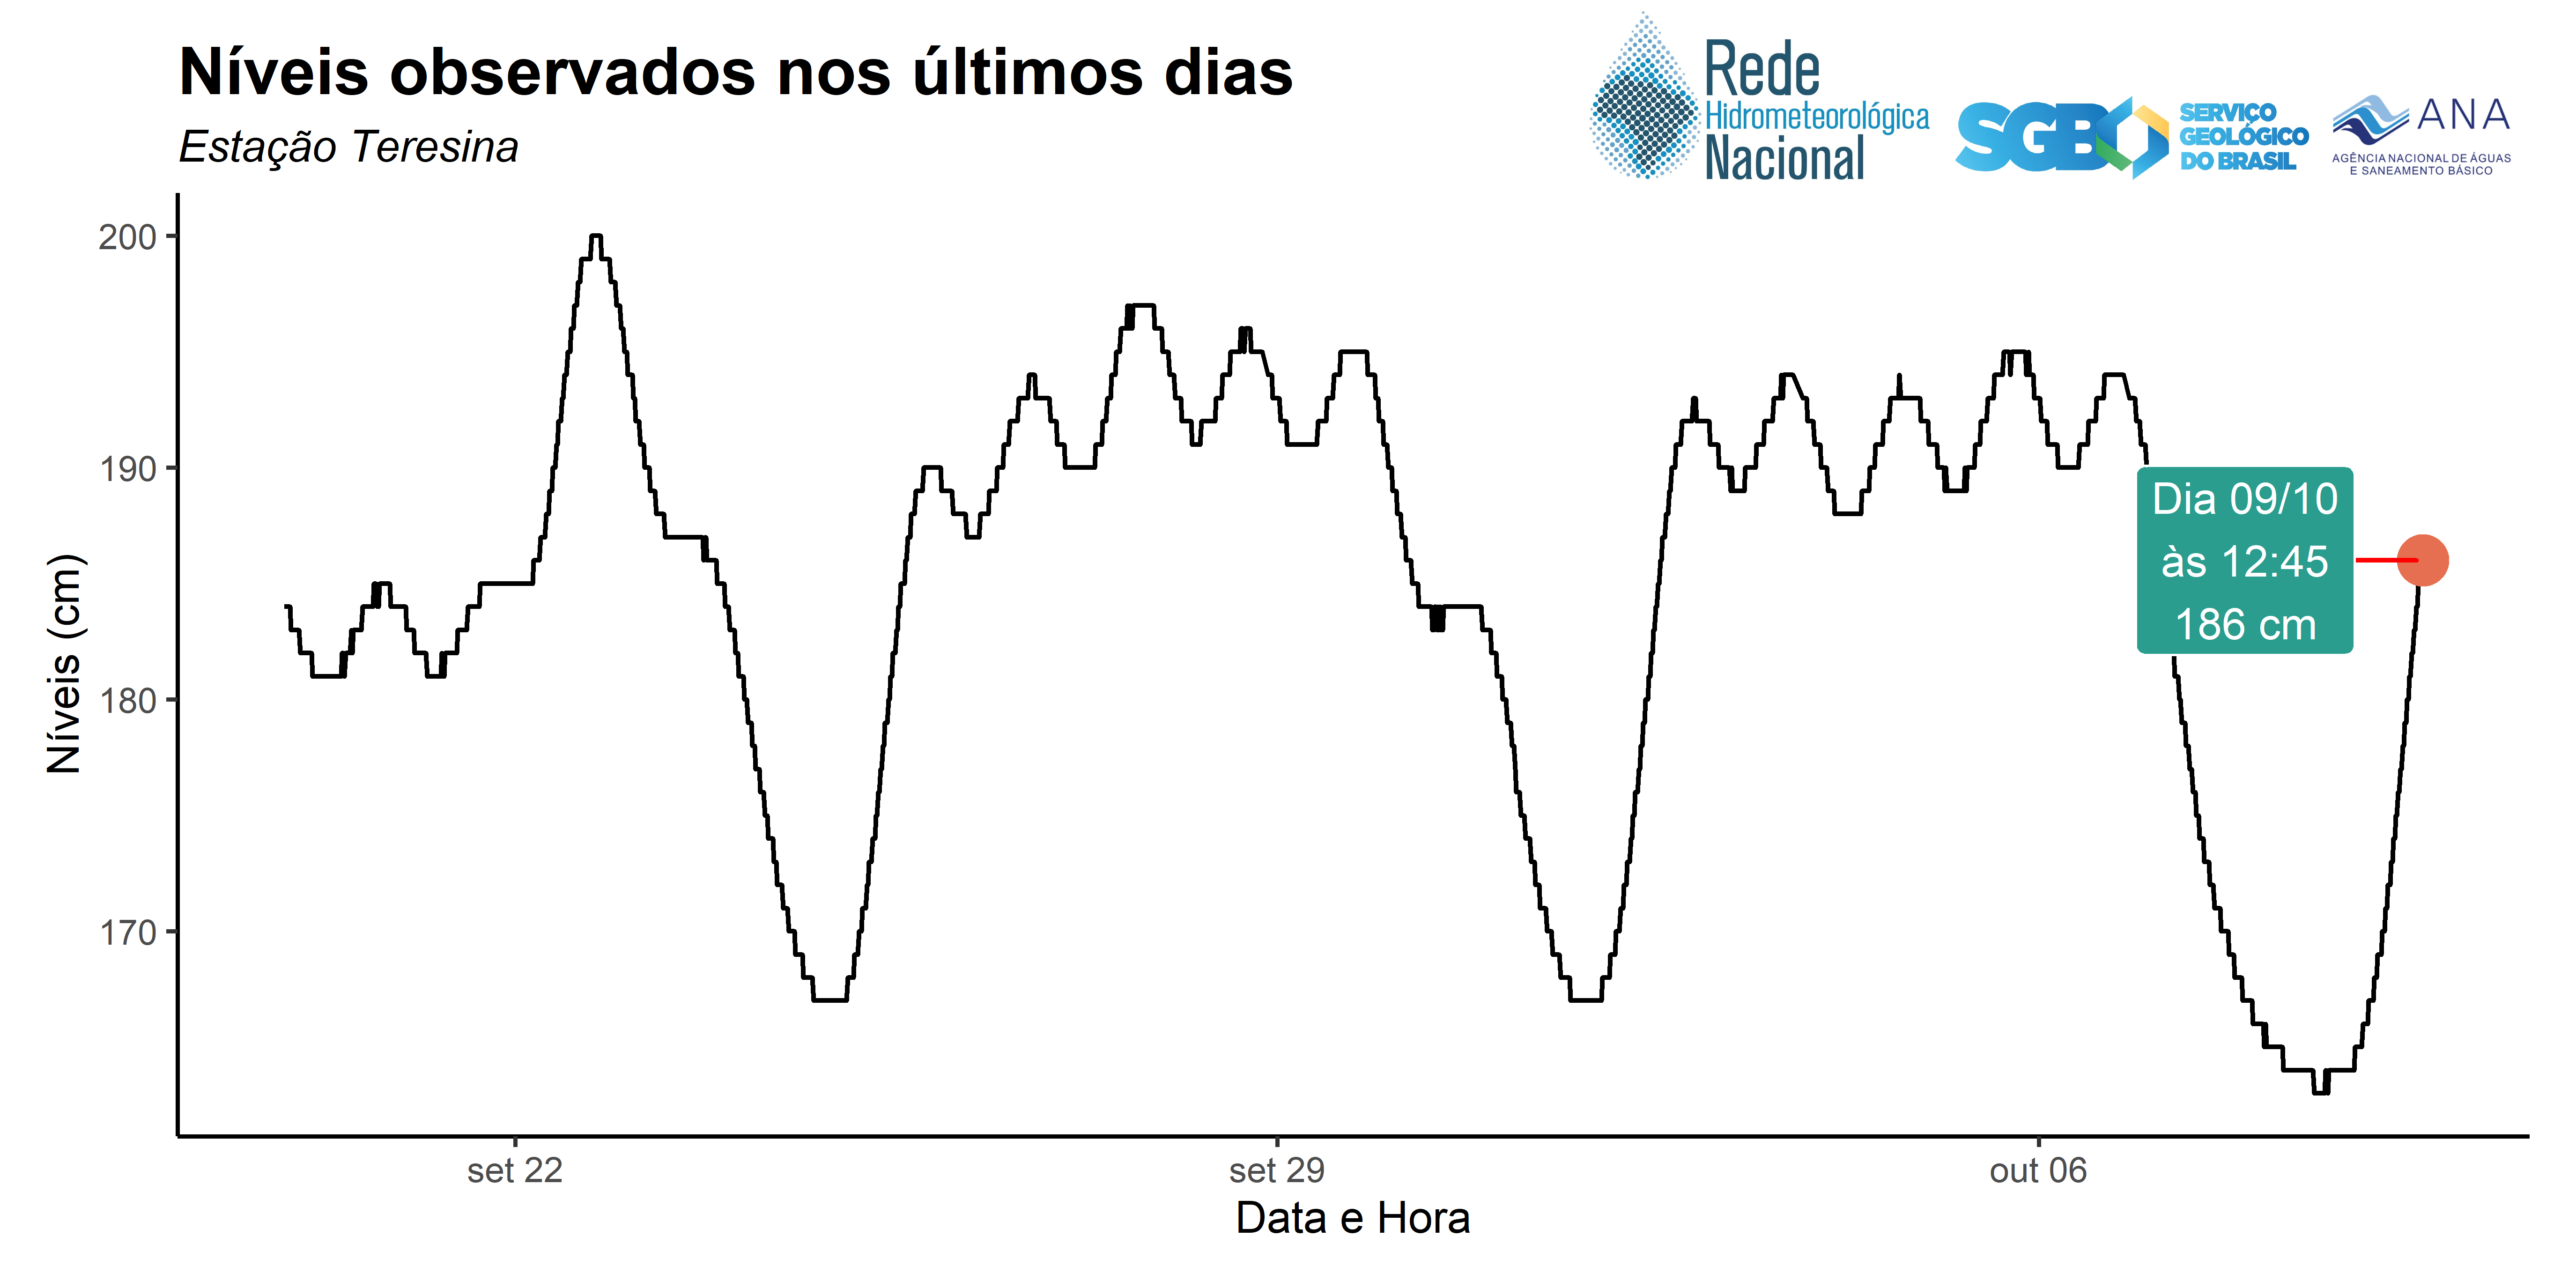 Níveis observados nos últimos dias
Estação Teresina
Rede
Hidrometeorológica
Nacional
SGB
SERVIÇO
GEOLÓGICO
DO BRASIL
ANA
AGÊNCIA NACIONAL DE ÁGUAS
E SANEAMENTO BÁSICO
Níveis (cm)
200
190
180
170
Dia 09/10
às 12:45
186 cm
set 22
set 29
out 06
Data e Hora